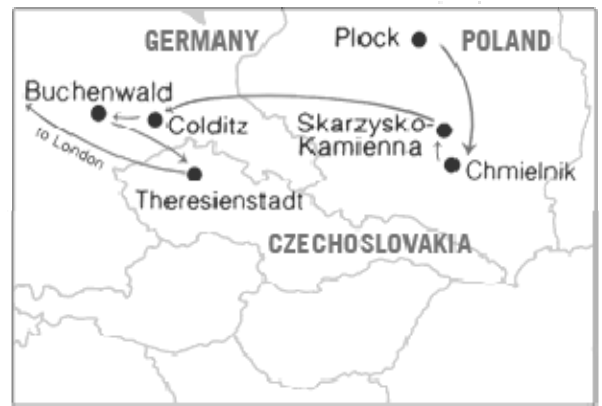 GERMANY
Plock
POLAND
Buchenwald
Colditz
Skarzysko-
Kamienna
Chmielnik
to London
Theresienstadt
CZECHOSLOVAKIA